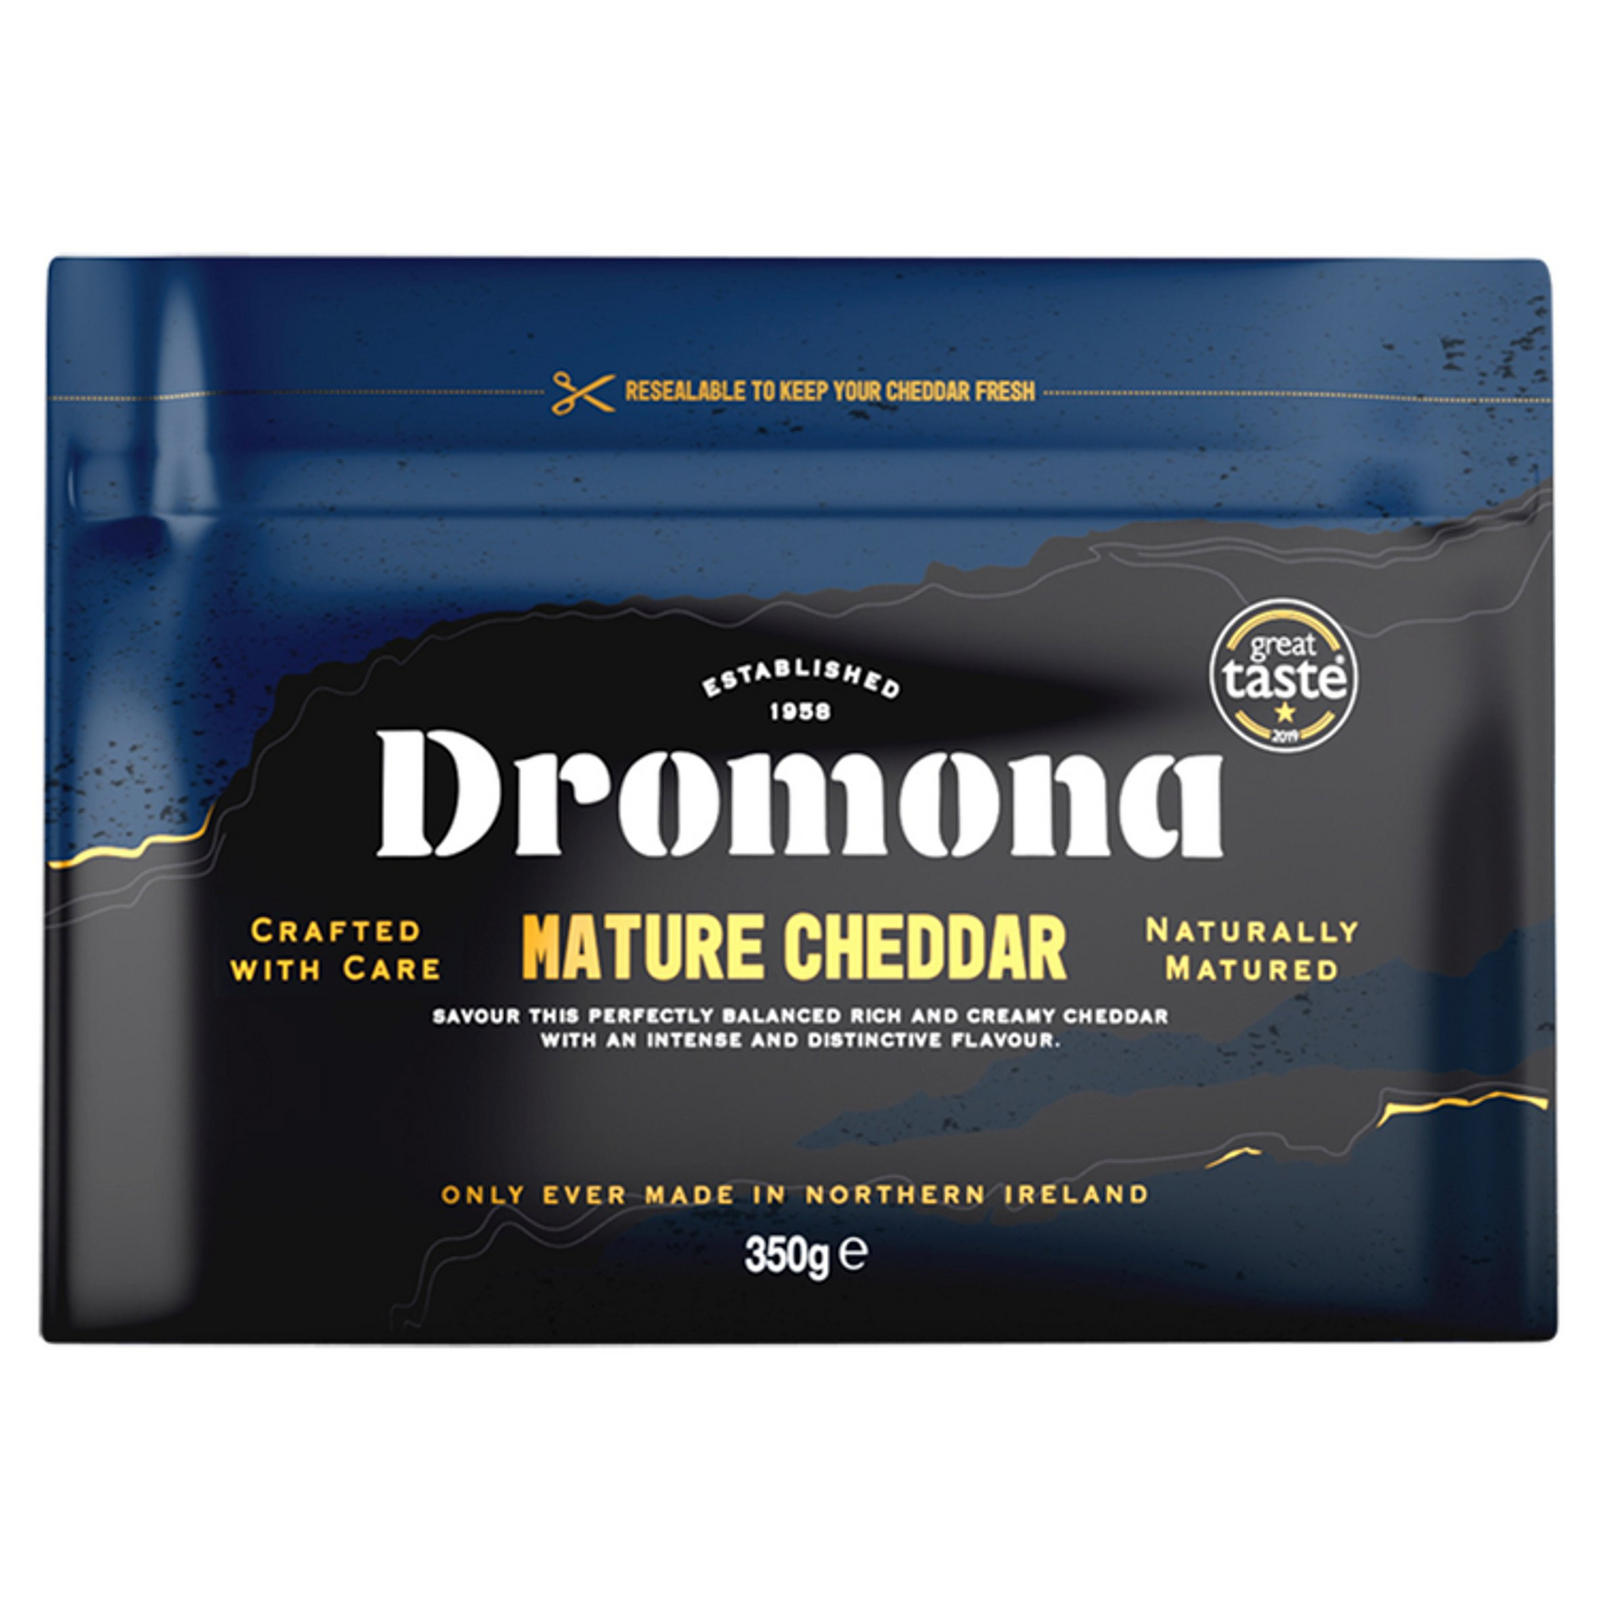 RESEALABLE TO KEEP YOUR CHEDDAR FRESH
ESTABLISHED
1958
great
taste®
2019
Dromona
CRAFTED
WITH CARE
MATURE CHEDDAR
NATURALLY
MATURED
SAVOUR THIS PERFECTLY BALANCED RICH AND CREAMY CHEDDAR
WITH AN INTENSE AND DISTINCTIVE FLAVOUR.
ONLY EVER MADE IN NORTHERN IRELAND
350g ℮